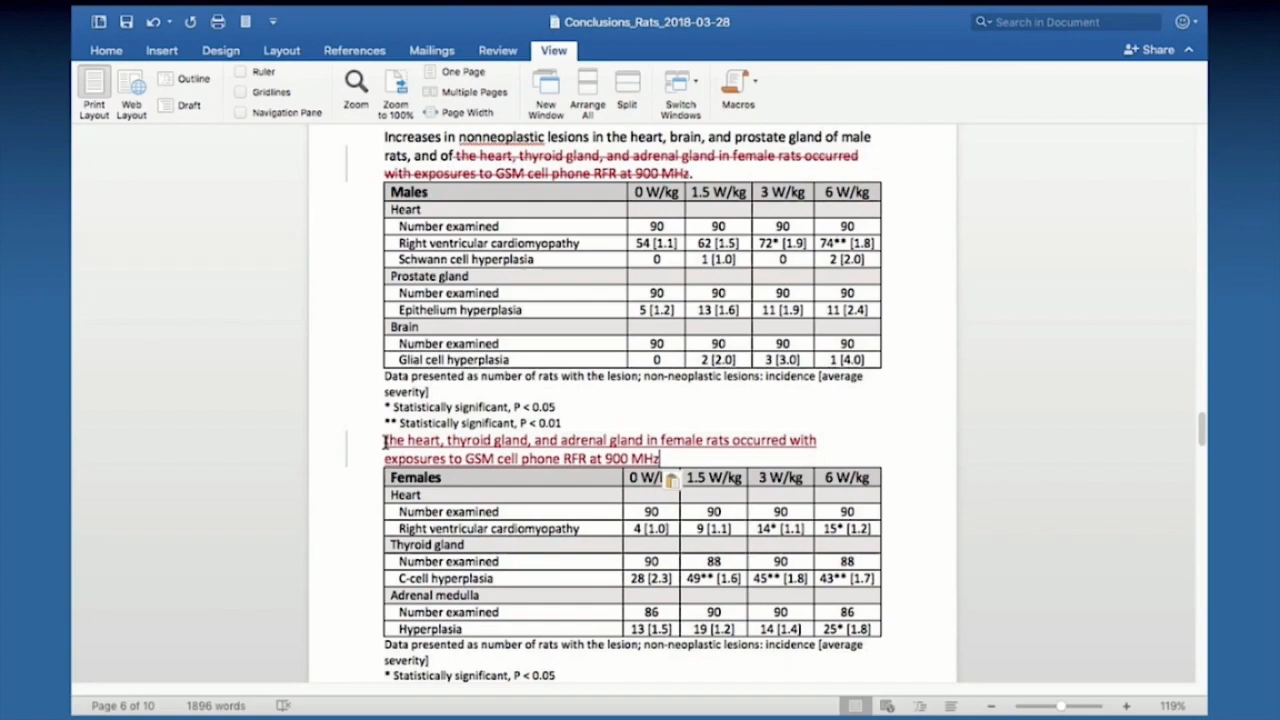 Conclusions_Rats_2018-03-28
Search in Document
Home Insert Design Layout References Mailings Review View
Share
Print Layout
Web Layout
Outline
Draft
Ruler
Gridlines
Navigation Pane
Zoom
Zoom to 100%
One Page
Multiple Pages
Page Width
New Window
Arrange All
Split
Switch Windows
Macros
Increases in nonneoplastic lesions in the heart, brain, and prostate gland of male
rats, and of the heart, thyroid gland, and adrenal gland in female rats occurred
with exposures to GSM cell phone RFR at 900 MHz.
Males 0 W/kg 1.5 W/kg 3 W/kg 6 W/kg
Heart
Number examined 90 90 90 90
Right ventricular cardiomyopathy 54 [1.1] 62 [1.5] 72* [1.9] 74** [1.8]
Schwann cell hyperplasia 0 1 [1.0] 0 2 [2.0]
Prostate gland
Number examined 90 90 90 90
Epithelium hyperplasia 5 [1.2] 13 [1.6] 11 [1.9] 11 [2.4]
Brain
Number examined 90 90 90 90
Glial cell hyperplasia 0 2 [2.0] 3 [3.0] 1 [4.0]
Data presented as number of rats with the lesion; non-neoplastic lesions: incidence [average
severity]
* Statistically significant, P < 0.05
** Statistically significant, P < 0.01
the heart, thyroid gland, and adrenal gland in female rats occurred with
exposures to GSM cell phone RFR at 900 MHz
Females 0 W/ 1.5 W/kg 3 W/kg 6 W/kg
Heart
Number examined 90 90 90 90
Right ventricular cardiomyopathy 4 [1.0] 9 [1.1] 14* [1.1] 15* [1.2]
Thyroid gland
Number examined 90 88 90 88
C-cell hyperplasia 28 [2.3] 49** [1.6] 45** [1.8] 43** [1.7]
Adrenal medulla
Number examined 86 90 90 86
Hyperplasia 13 [1.5] 19 [1.2] 14 [1.4] 25* [1.8]
Data presented as number of rats with the lesion; non-neoplastic lesions: incidence [average
severity]
* Statistically significant, P < 0.05
Page 6 of 10 1896 words 119%